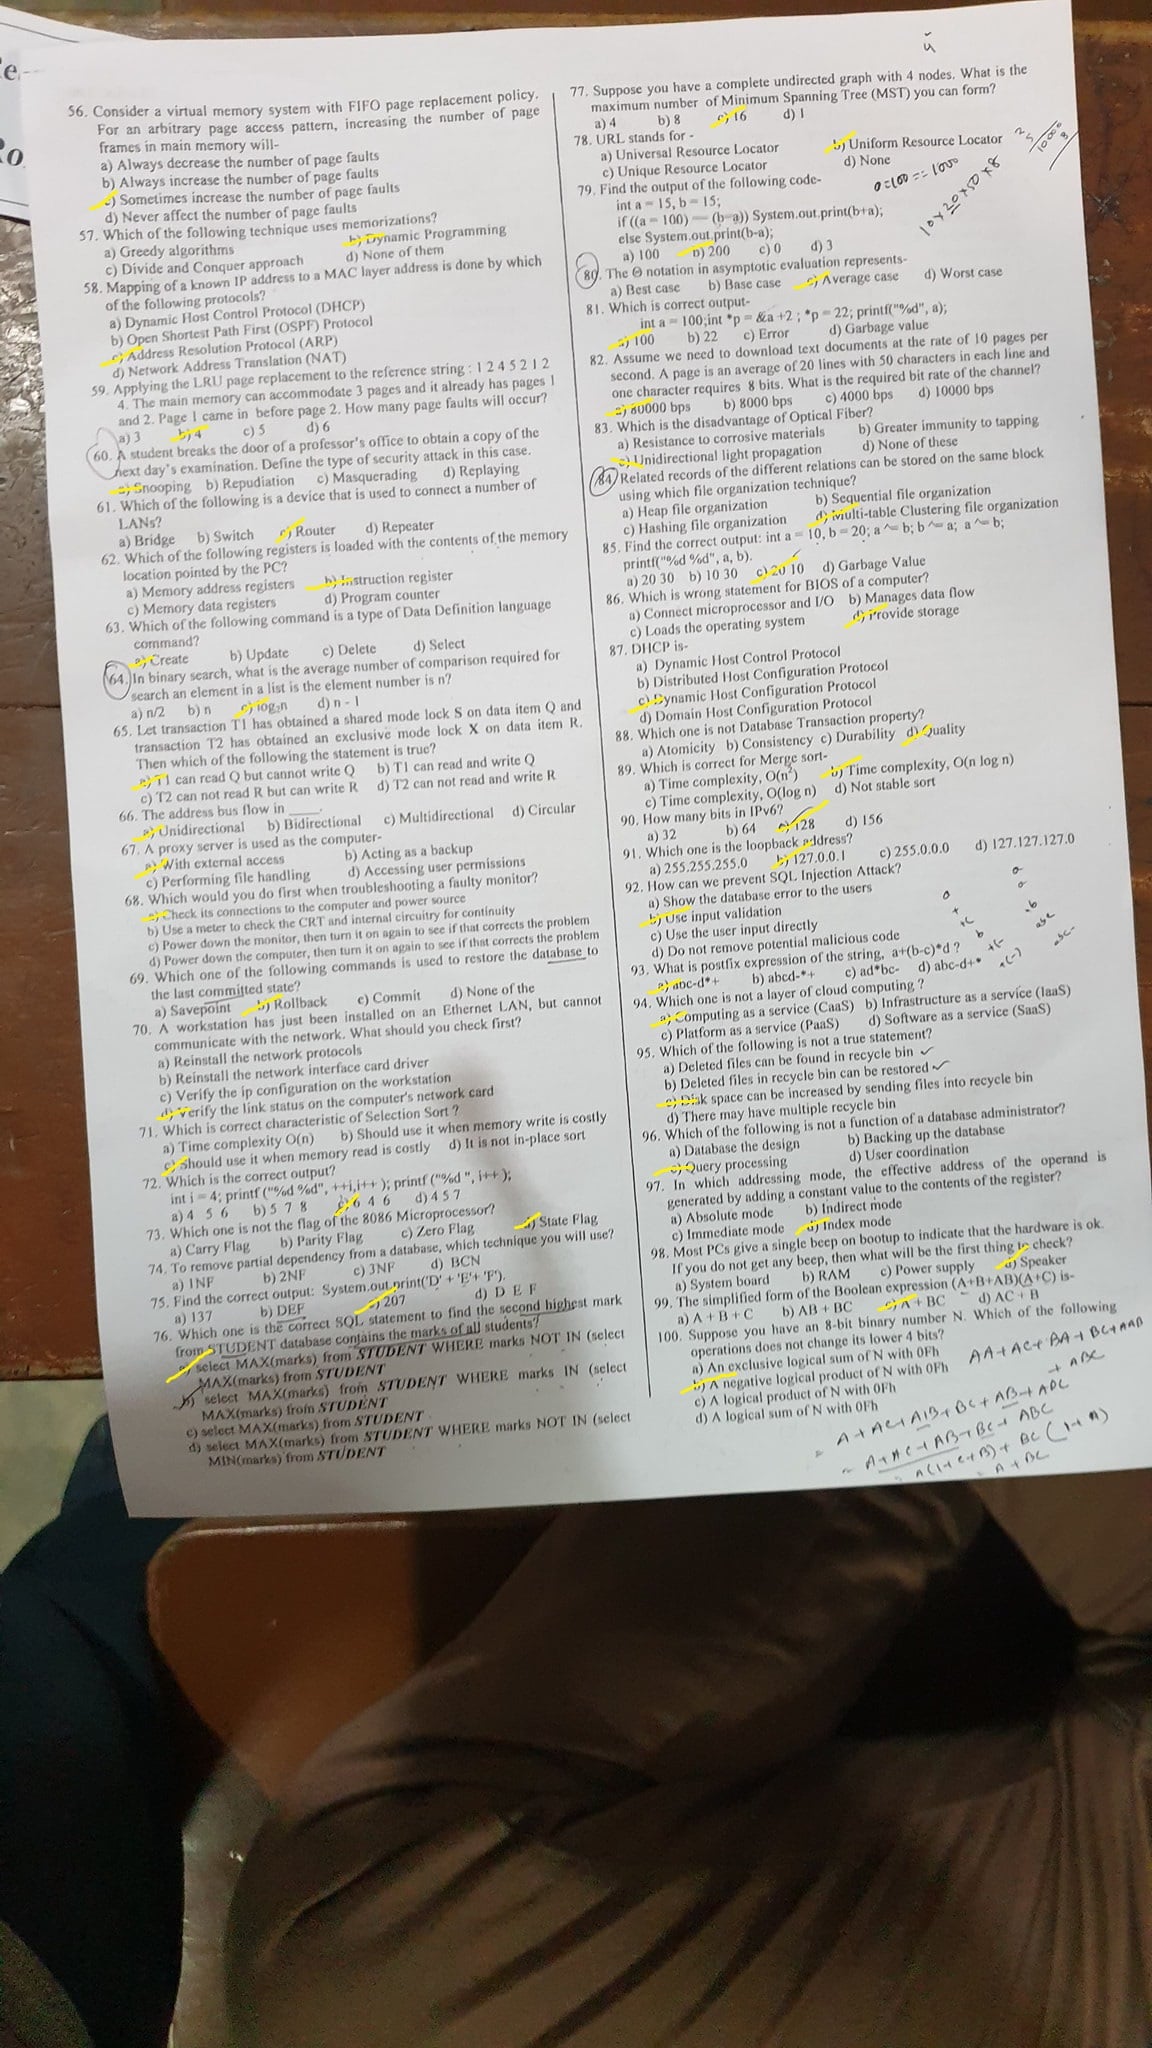 56. Consider a virtual memory system with FIFO page replacement policy.
For an arbitrary page access pattern, increasing the number of page
frames in main memory will-
a) Always decrease the number of page faults
b) Always increase the number of page faults
c) Sometimes increase the number of page faults
d) Never affect the number of page faults
57. Which of the following technique uses memorizations?
a) Greedy algorithms b) Dynamic Programming
c) Divide and Conquer approach d) None of them
58. Mapping of a known IP address to a MAC layer address is done by which
of the following protocols?
a) Dynamic Host Control Protocol (DHCP)
b) Open Shortest Path First (OSPF) Protocol
c) Address Resolution Protocol (ARP)
d) Network Address Translation (NAT)
59. Applying the LRU page replacement to the reference string : 1 2 4 5 2 1 2
4. The main memory can accommodate 3 pages and it already has pages 1
and 2. Page 1 came in before page 2. How many page faults will occur?
a) 3 b) 4 c) 5 d) 6
60. A student breaks the door of a professor's office to obtain a copy of the
next day's examination. Define the type of security attack in this case.
a) Snooping b) Repudiation c) Masquerading d) Replaying
61. Which of the following is a device that is used to connect a number of
LANs?
a) Bridge b) Switch c) Router d) Repeater
62. Which of the following registers is loaded with the contents of the memory
location pointed by the PC?
a) Memory address registers b) Instruction register
c) Memory data registers d) Program counter
63. Which of the following command is a type of Data Definition language
command?
a) Create b) Update c) Delete d) Select
64. In binary search, what is the average number of comparison required for
search an element in a list is the element number is n?
a) n/2 b) n c) log₂n d) n - 1
65. Let transaction T1 has obtained a shared mode lock S on data item Q and
transaction T2 has obtained an exclusive mode lock X on data item R.
Then which of the following the statement is true?
a) T1 can read Q but cannot write Q b) T1 can read and write Q
c) T2 can not read R but can write R d) T2 can not read and write R
66. The address bus flow in ____.
a) Unidirectional b) Bidirectional c) Multidirectional d) Circular
67. A proxy server is used as the computer-
a) With external access b) Acting as a backup
c) Performing file handling d) Accessing user permissions
68. Which would you do first when troubleshooting a faulty monitor?
a) Check its connections to the computer and power source
b) Use a meter to check the CRT and internal circuitry for continuity
c) Power down the monitor, then turn it on again to see if that corrects the problem
d) Power down the computer, then turn it on again to see if that corrects the problem
69. Which one of the following commands is used to restore the database to
the last committed state?
a) Savepoint b) Rollback c) Commit d) None of the
70. A workstation has just been installed on an Ethernet LAN, but cannot
communicate with the network. What should you check first?
a) Reinstall the network protocols
b) Reinstall the network interface card driver
c) Verify the ip configuration on the workstation
d) Verify the link status on the computer's network card
71. Which is correct characteristic of Selection Sort ?
a) Time complexity O(n) b) Should use it when memory write is costly
c) Should use it when memory read is costly d) It is not in-place sort
72. Which is the correct output?
int i = 4; printf ("%d %d", ++i,i++ ); printf ("%d ", i++ );
a) 4 5 6 b) 5 7 8 c) 6 4 6 d) 4 5 7
73. Which one is not the flag of the 8086 Microprocessor?
a) Carry Flag b) Parity Flag c) Zero Flag d) State Flag
74. To remove partial dependency from a database, which technique you will use?
a) 1NF b) 2NF c) 3NF d) BCN
75. Find the correct output: System.out.print('D' + 'E'+ 'F').
a) 137 b) DEF c) 207 d) D E F
76. Which one is the correct SQL statement to find the second highest mark
from STUDENT database contains the marks of all students?
a) select MAX(marks) from STUDENT WHERE marks NOT IN (select
MAX(marks) from STUDENT
b) select MAX(marks) from STUDENT WHERE marks IN (select
MAX(marks) from STUDENT
c) select MAX(marks) from STUDENT
d) select MAX(marks) from STUDENT WHERE marks NOT IN (select
MIN(marks) from STUDENT
77. Suppose you have a complete undirected graph with 4 nodes. What is the
maximum number of Minimum Spanning Tree (MST) you can form?
a) 4 b) 8 c) 16 d) 1
78. URL stands for -
a) Universal Resource Locator b) Uniform Resource Locator
c) Unique Resource Locator d) None
79. Find the output of the following code-
a=100 == 1000
10 × 20 × 50 × 8
int a = 15, b = 15;
if ((a = 100) == (b=a)) System.out.print(b+a);
else System.out.print(b-a);
a) 100 b) 200 c) 0 d) 3
80. The Θ notation in asymptotic evaluation represents-
a) Best case b) Base case c) Average case d) Worst case
81. Which is correct output-
int a = 100;int *p = &a +2 ; *p = 22; printf("%d", a);
a) 100 b) 22 c) Error d) Garbage value
82. Assume we need to download text documents at the rate of 10 pages per
second. A page is an average of 20 lines with 50 characters in each line and
one character requires 8 bits. What is the required bit rate of the channel?
a) 80000 bps b) 8000 bps c) 4000 bps d) 10000 bps
83. Which is the disadvantage of Optical Fiber?
a) Resistance to corrosive materials b) Greater immunity to tapping
c) Unidirectional light propagation d) None of these
84. Related records of the different relations can be stored on the same block
using which file organization technique?
a) Heap file organization b) Sequential file organization
c) Hashing file organization d) Multi-table Clustering file organization
85. Find the correct output: int a = 10, b = 20; a ^= b; b ^= a; a ^= b;
printf("%d %d", a, b).
a) 20 30 b) 10 30 c) 20 10 d) Garbage Value
86. Which is wrong statement for BIOS of a computer?
a) Connect microprocessor and I/O b) Manages data flow
c) Loads the operating system d) Provide storage
87. DHCP is-
a) Dynamic Host Control Protocol
b) Distributed Host Configuration Protocol
c) Dynamic Host Configuration Protocol
d) Domain Host Configuration Protocol
88. Which one is not Database Transaction property?
a) Atomicity b) Consistency c) Durability d) Quality
89. Which is correct for Merge sort-
a) Time complexity, O(n²) b) Time complexity, O(n log n)
c) Time complexity, O(log n) d) Not stable sort
90. How many bits in IPv6?
a) 32 b) 64 c) 128 d) 156
91. Which one is the loopback address?
a) 255.255.255.0 b) 127.0.0.1 c) 255.0.0.0 d) 127.127.127.0
92. How can we prevent SQL Injection Attack?
a) Show the database error to the users
b) Use input validation
c) Use the user input directly
d) Do not remove potential malicious code
93. What is postfix expression of the string, a+(b-c)*d ?
a) abc-d*+ b) abcd-*+ c) ad*bc- d) abc-d+*
94. Which one is not a layer of cloud computing ?
a) Computing as a service (CaaS) b) Infrastructure as a service (IaaS)
c) Platform as a service (PaaS) d) Software as a service (SaaS)
95. Which of the following is not a true statement?
a) Deleted files can be found in recycle bin ✓
b) Deleted files in recycle bin can be restored ✓
c) Disk space can be increased by sending files into recycle bin
d) There may have multiple recycle bin
96. Which of the following is not a function of a database administrator?
a) Database the design b) Backing up the database
c) Query processing d) User coordination
97. In which addressing mode, the effective address of the operand is
generated by adding a constant value to the contents of the register?
a) Absolute mode b) Indirect mode
c) Immediate mode d) Index mode
98. Most PCs give a single beep on bootup to indicate that the hardware is ok.
If you do not get any beep, then what will be the first thing to check?
a) System board b) RAM c) Power supply d) Speaker
99. The simplified form of the Boolean expression (A+B+AB)(A+C) is-
a) A + B + C b) AB + BC c) A + BC d) AC + B
100. Suppose you have an 8-bit binary number N. Which of the following
operations does not change its lower 4 bits?
a) An exclusive logical sum of N with 0Fh
b) A negative logical product of N with 0Fh
c) A logical product of N with 0Fh
d) A logical sum of N with 0Fh
AA+AC+BA+BC+AAB
+ ABC
= A+AC+AB+BC+AB+ABC
= A+AC+AB+BC+ABC
= A(1+C+B)+BC(1+A)
= A+BC